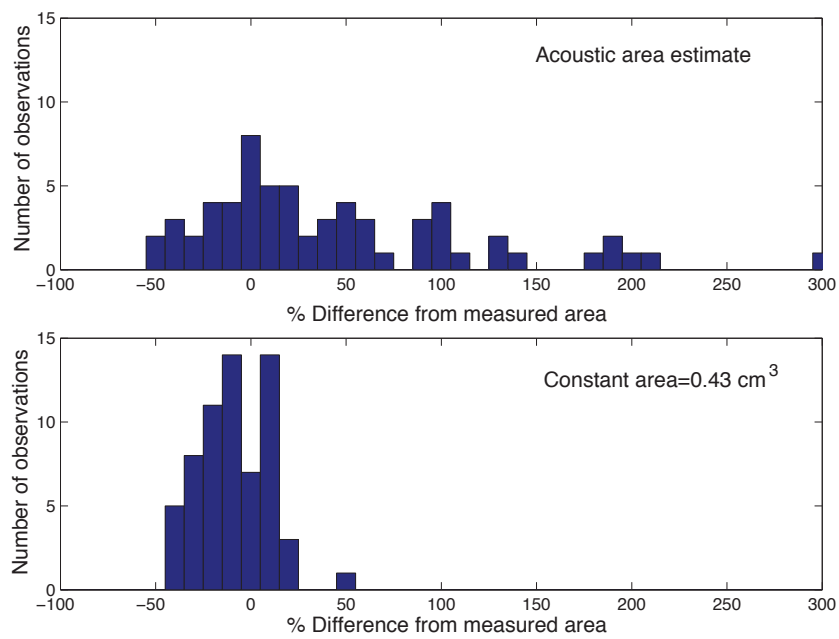 15
Acoustic area estimate
10
Number of observations
5
0
−100 −50 0 50 100 150 200 250 300
% Difference from measured area
15
Constant area=0.43 cm³
10
Number of observations
5
0
−100 −50 0 50 100 150 200 250 300
% Difference from measured area